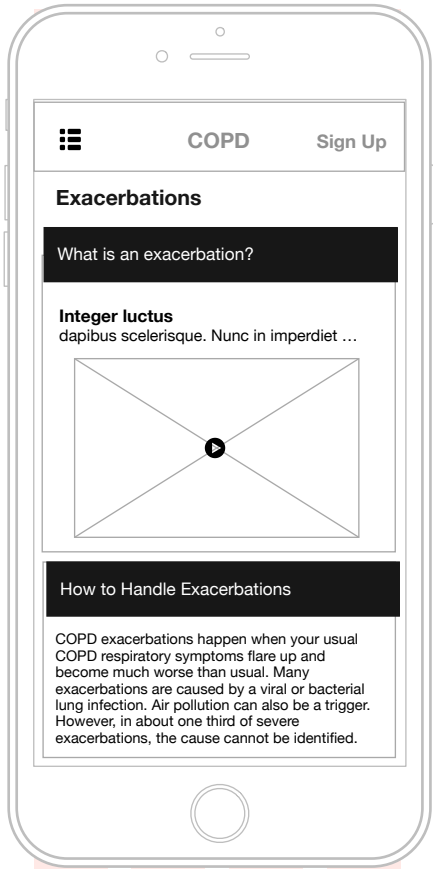 COPD Sign Up
Exacerbations
What is an exacerbation?
Integer luctus
dapibus scelerisque. Nunc in imperdiet …
How to Handle Exacerbations
COPD exacerbations happen when your usual
COPD respiratory symptoms flare up and
become much worse than usual. Many
exacerbations are caused by a viral or bacterial
lung infection. Air pollution can also be a trigger.
However, in about one third of severe
exacerbations, the cause cannot be identified.